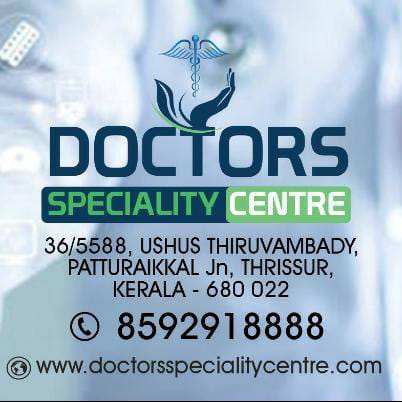 DOCTORS
SPECIALITY CENTRE
36/5588, USHUS THIRUVAMBADY,
PATTURAIKKAL Jn, THRISSUR,
KERALA - 680 022
8592918888
www.doctorsspecialitycentre.com